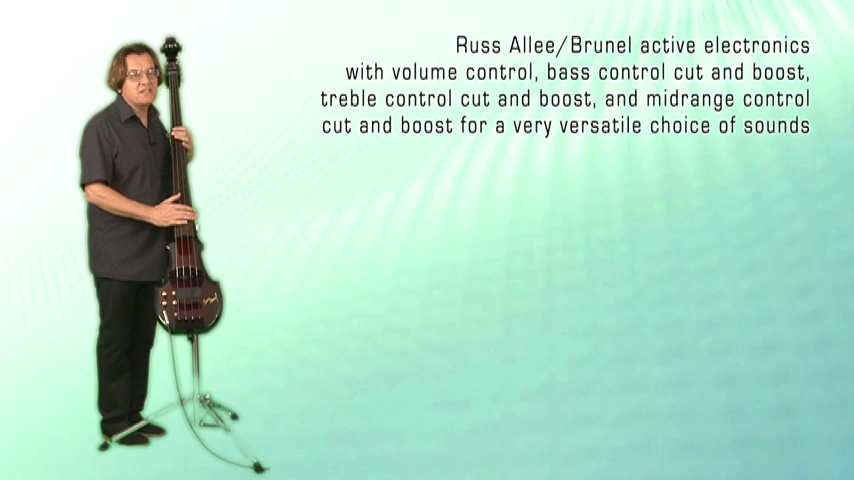 Russ Allee/Brunel active electronics
with volume control, bass control cut and boost,
treble control cut and boost, and midrange control
cut and boost for a very versatile choice of sounds